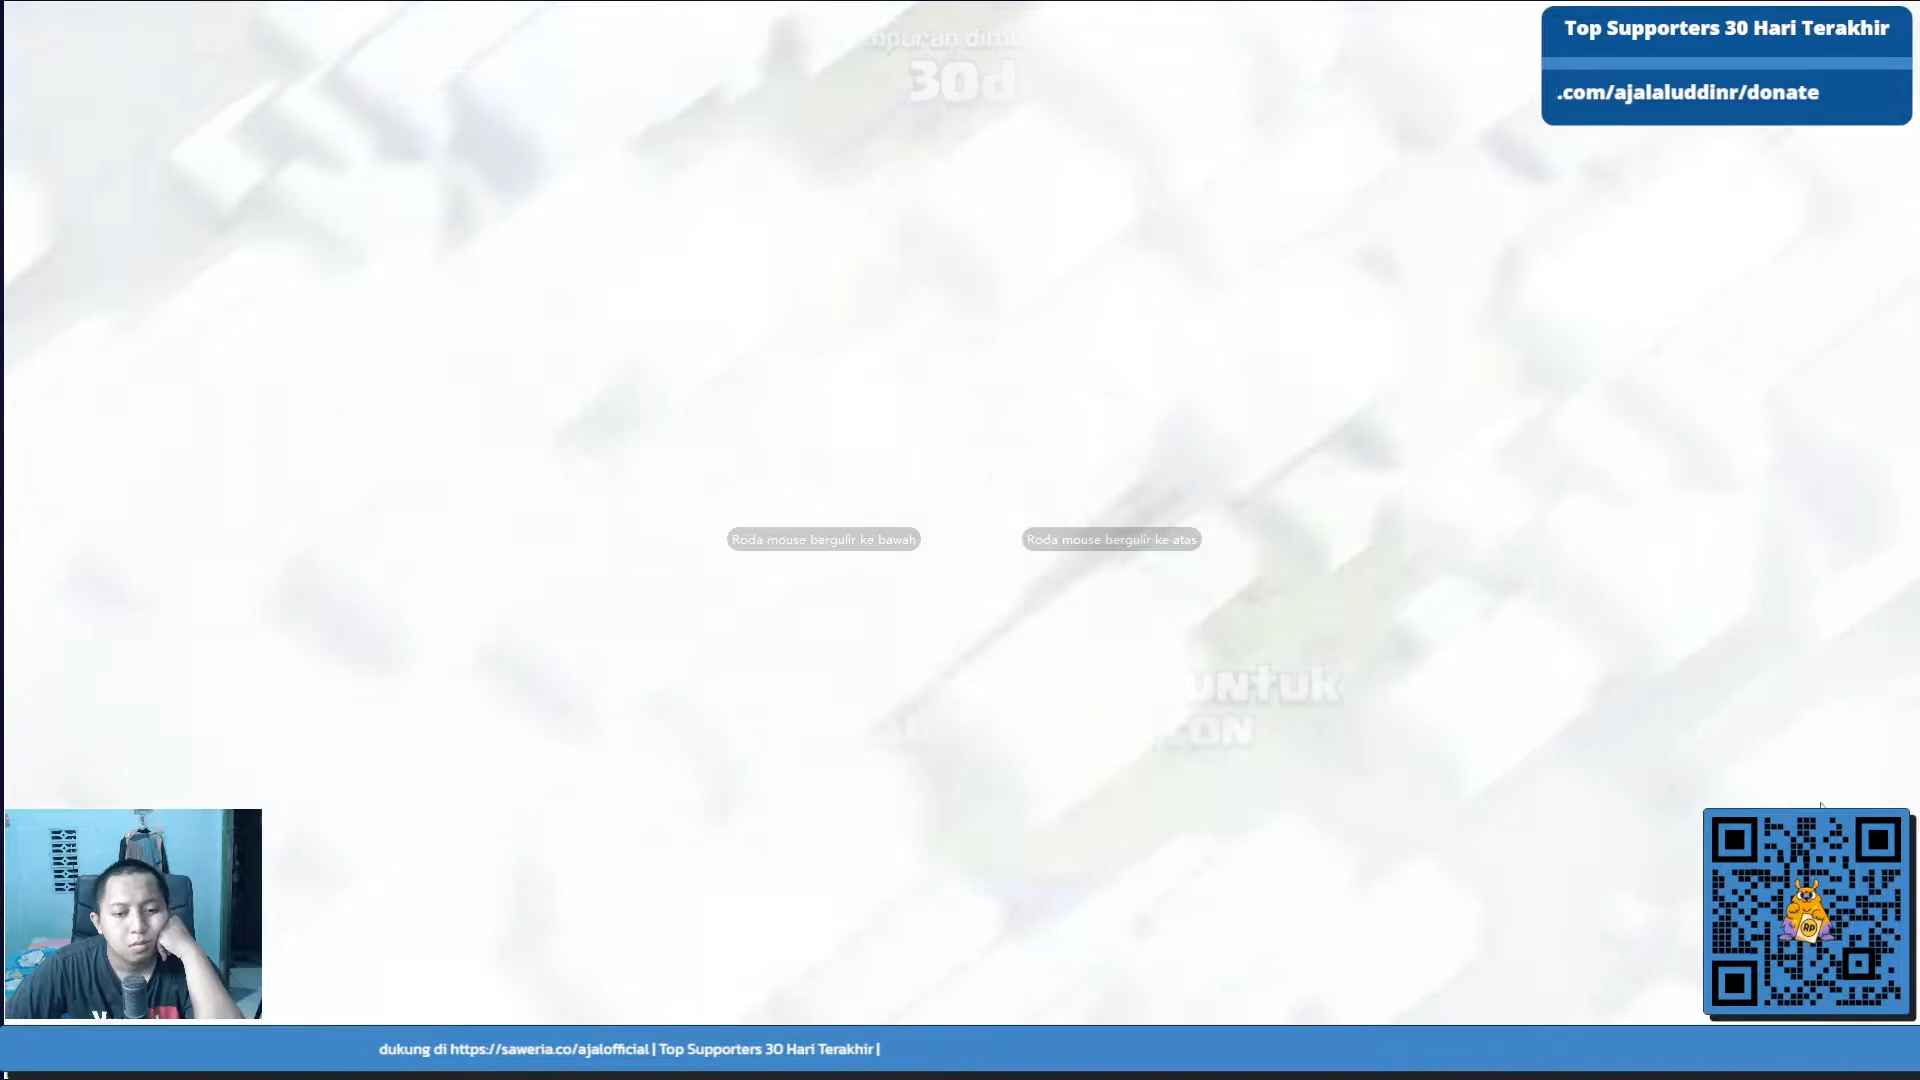 Top Supporters 30 Hari Terakhir
.com/ajalaluddinr/donate
30d
Roda mouse bergulir ke bawah
Roda mouse bergulir ke atas
untuk
RP
dukung di https://saweria.co/ajalofficial | Top Supporters 30 Hari Terakhir |